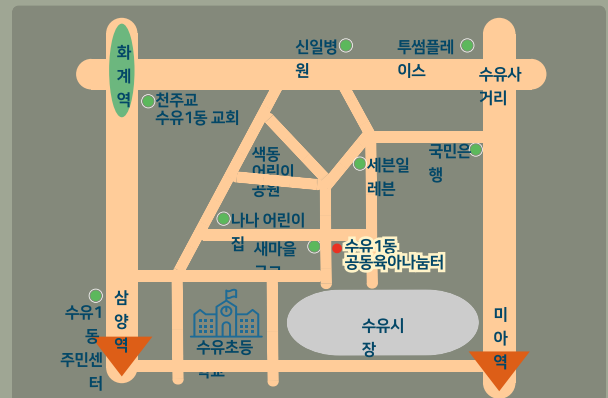 화
계
역
신일병
원
투썸플레
이스
수유사
거리
천주교
수유1동 교회
색동
어린이
공원
세븐일
레븐
국민은
행
나나 어린이
집
새마을
수유1동
공동육아나눔터
수유1
동
주민센
터
삼
양
역
수유초등
학교
수유시
장
미
아
역